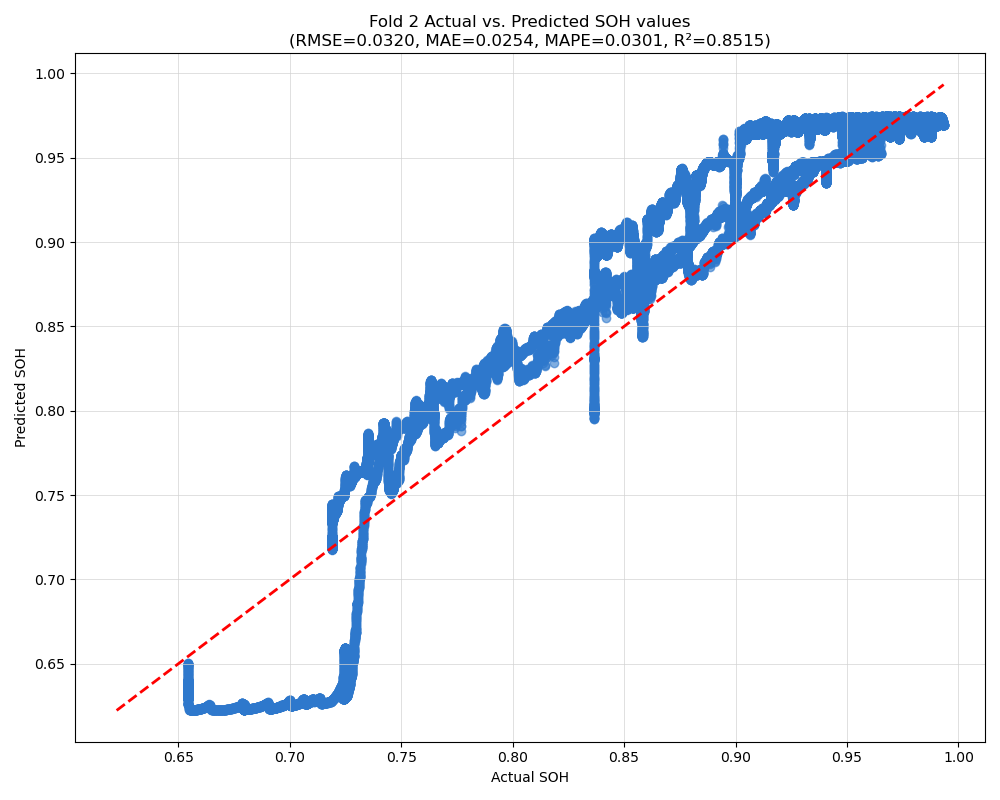 Fold 2 Actual vs. Predicted SOH values
(RMSE=0.0320, MAE=0.0254, MAPE=0.0301, R²=0.8515)
Predicted SOH
1.00
0.95
0.90
0.85
0.80
0.75
0.70
0.65
0.65 0.70 0.75 0.80 0.85 0.90 0.95 1.00
Actual SOH